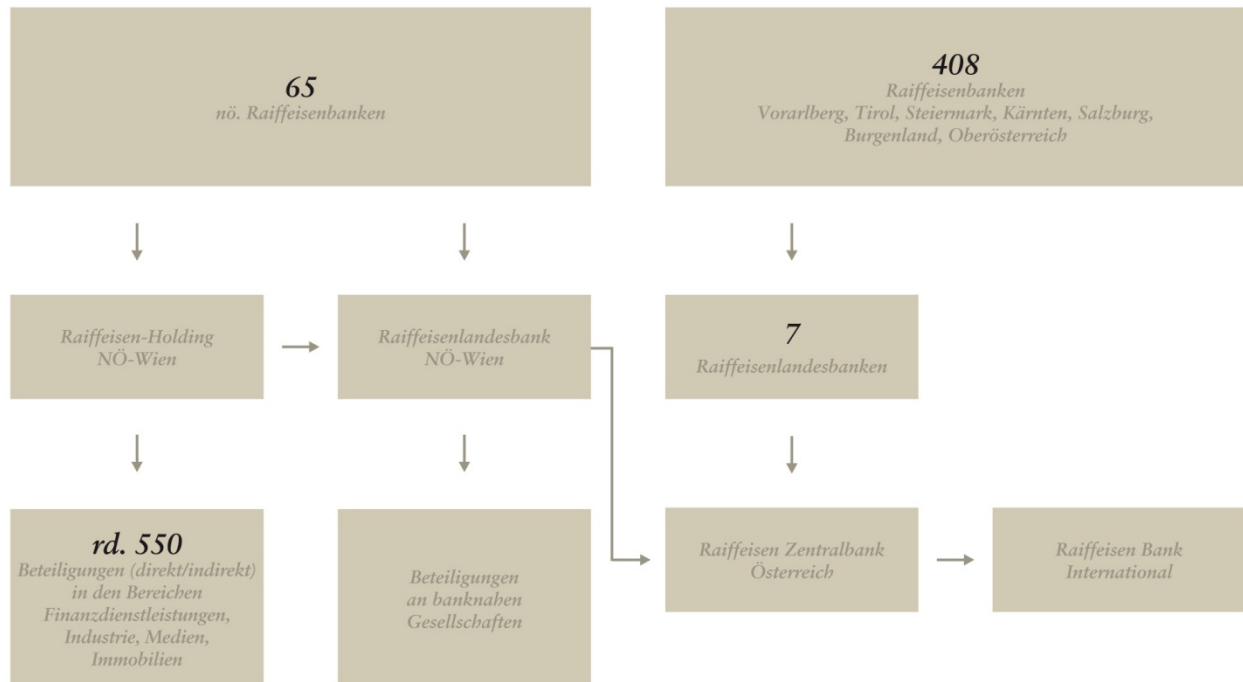 65
nö. Raiffeisenbanken
408
Raiffeisenbanken
Vorarlberg, Tirol, Steiermark, Kärnten, Salzburg,
Burgenland, Oberösterreich
Raiffeisen-Holding
NÖ-Wien
Raiffeisenlandesbank
NÖ-Wien
7
Raiffeisenlandesbanken
rd. 550
Beteiligungen (direkt/indirekt)
in den Bereichen
Finanzdienstleistungen,
Industrie, Medien,
Immobilien
Beteiligungen
an banknahen
Gesellschaften
Raiffeisen Zentralbank
Österreich
Raiffeisen Bank
International